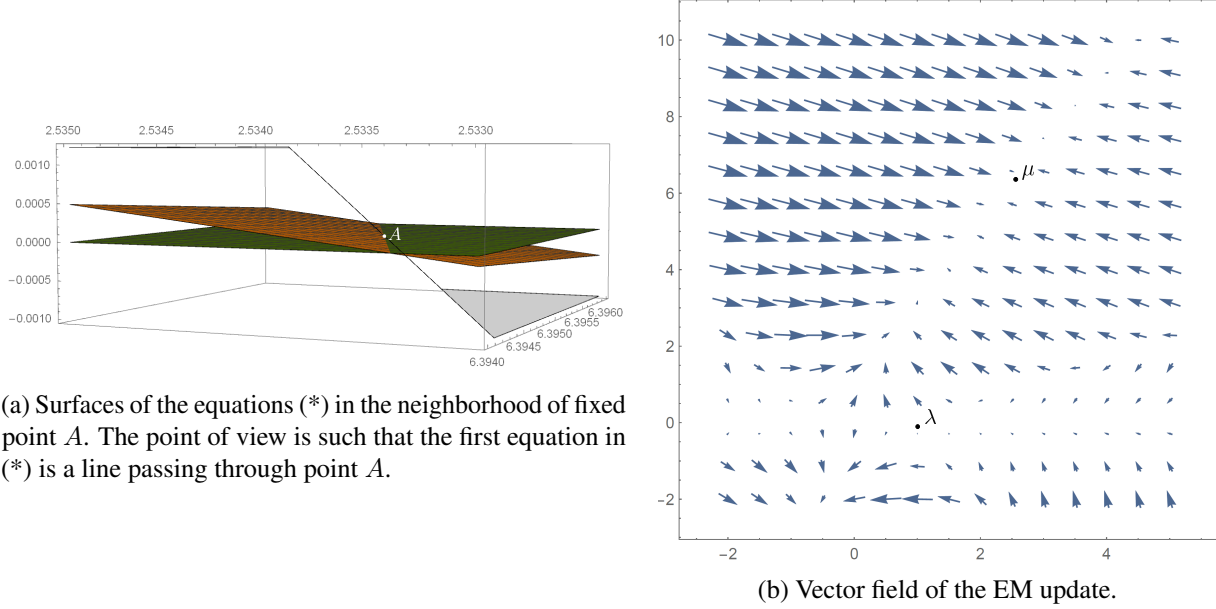 2.5350 2.5345 2.5340 2.5335 2.5330
0.0010
0.0005
0.0000
−0.0005
−0.0010
A
6.3960
6.3955
6.3950
6.3945
6.3940
(a) Surfaces of the equations (*) in the neighborhood of fixed
point A. The point of view is such that the first equation in
(*) is a line passing through point A.
10
8
6
4
2
0
−2
μ
λ
−2 0 2 4
(b) Vector field of the EM update.